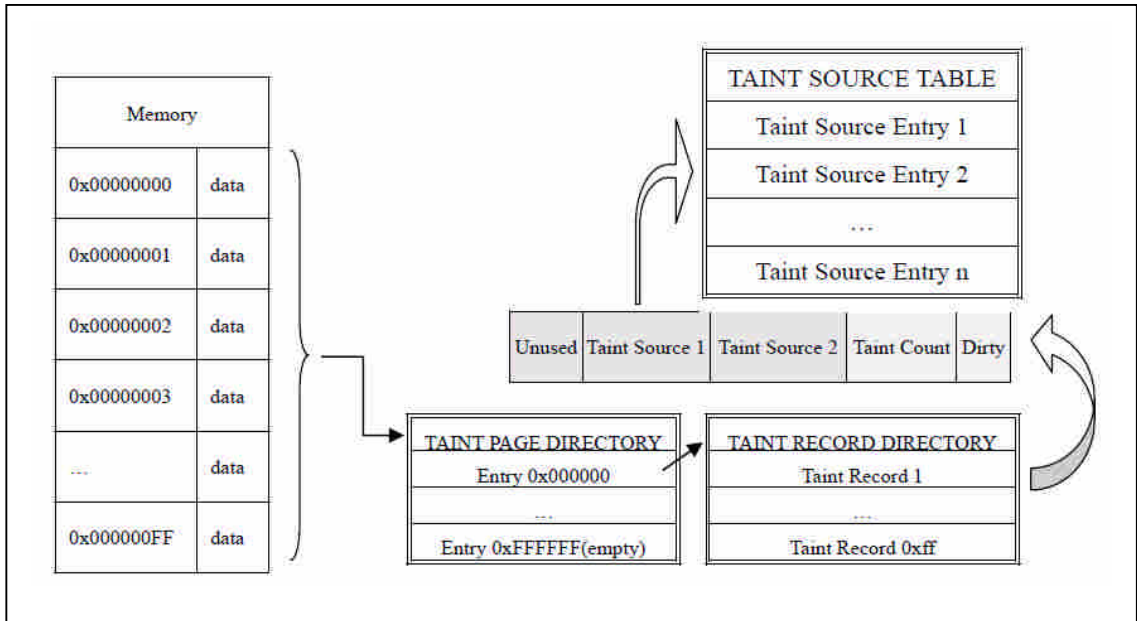 Memory
0x00000000 data
0x00000001 data
0x00000002 data
0x00000003 data
... data
0x000000FF data
TAINT SOURCE TABLE
Taint Source Entry 1
Taint Source Entry 2
...
Taint Source Entry n
Unused Taint Source 1 Taint Source 2 Taint Count Dirty
TAINT PAGE DIRECTORY
Entry 0x000000
...
Entry 0xFFFFFF(empty)
TAINT RECORD DIRECTORY
Taint Record 1
...
Taint Record 0xff